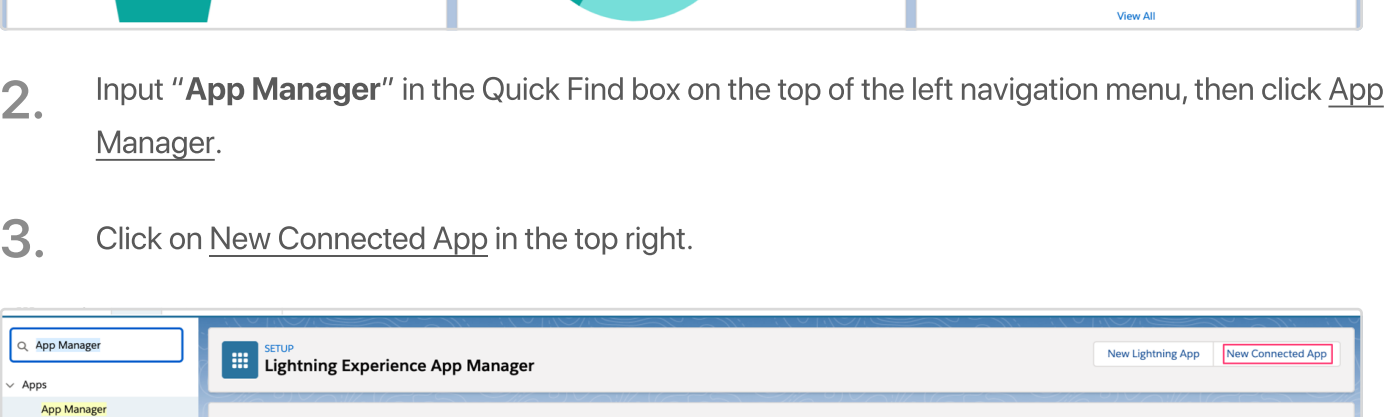 View All
2. Input “App Manager” in the Quick Find box on the top of the left navigation menu, then click App
Manager.
3. Click on New Connected App in the top right.
App Manager
SETUP
Lightning Experience App Manager
New Lightning App
New Connected App
Apps
App Manager